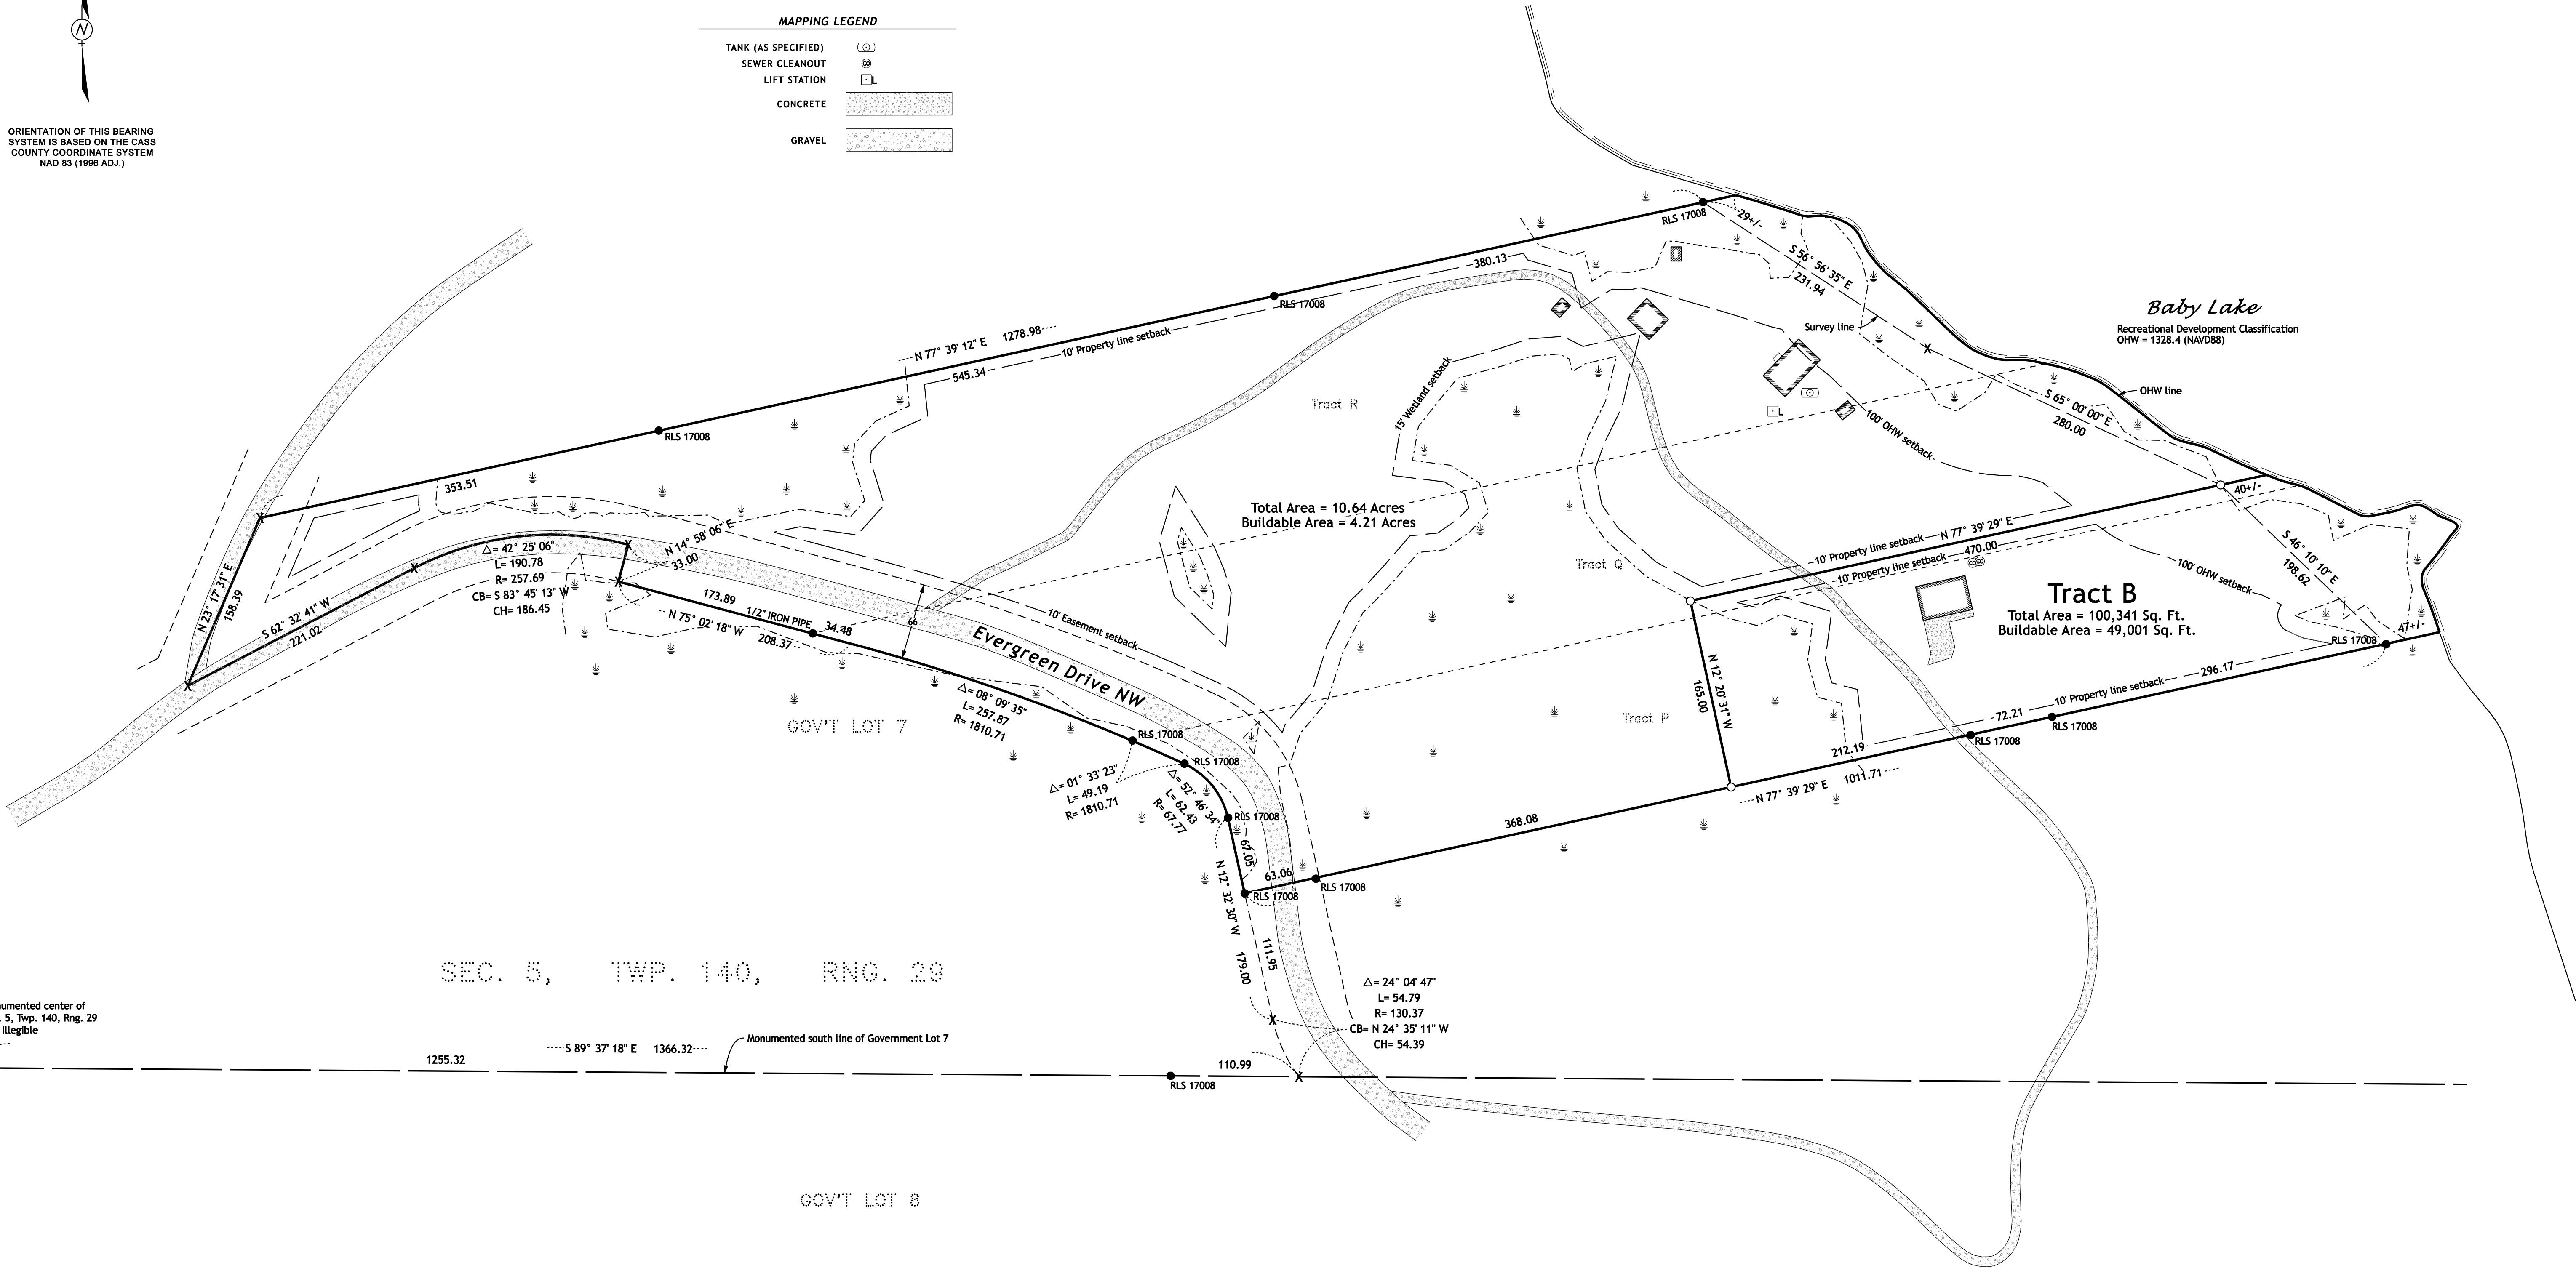 N
ORIENTATION OF THIS BEARING
SYSTEM IS BASED ON THE CASS
COUNTY COORDINATE SYSTEM
NAD 83 (1996 ADJ.)
MAPPING LEGEND
TANK (AS SPECIFIED)
SEWER CLEANOUT
CO
LIFT STATION
L
CONCRETE
GRAVEL
RLS 17008
29+/-
S 56° 56' 35" E
231.94
380.13
RLS 17008
Survey line
Baby Lake
Recreational Development Classification
OHW = 1328.4 (NAVD88)
N 77° 39' 12" E 1278.98
10' Property line setback
545.34
OHW line
S 65° 00' 00" E
280.00
15' Wetland setback
Tract R
L
100' OHW setback
RLS 17008
353.51
40+/-
Total Area = 10.64 Acres
Buildable Area = 4.21 Acres
N 14° 58' 06" E
33.00
N 77° 39' 29" E
10' Property line setback
470.00
10' Property line setback
S 46° 10' 10" E
198.62
△= 42° 25' 06"
L= 190.78
R= 257.69
CB= S 83° 45' 13" W
CH= 186.45
N 23° 17' 31" E
158.39
S 62° 32' 41" W
221.02
Tract Q
CO
100' OHW setback
Tract B
Total Area = 100,341 Sq. Ft.
Buildable Area = 49,001 Sq. Ft.
173.89
1/2" IRON PIPE
34.48
N 75° 02' 18" W
208.37
66
10' Easement setback
Evergreen Drive NW
47+/-
RLS 17008
N 12° 20' 31" W
165.00
10' Property line setback
296.17
△= 08° 09' 35"
L= 257.87
R= 1810.71
GOV'T LOT 7
Tract P
72.21
RLS 17008
RLS 17008
RLS 17008
212.19
RLS 17008
N 77° 39' 29" E
1011.71
△= 01° 33' 23"
L= 49.19
R= 1810.71
△= 52° 46' 34"
L= 62.43
R= 67.77
RLS 17008
368.08
67.05
63.06
RLS 17008
RLS 17008
N 12° 32' 30" W
179.00
111.95
SEC. 5, TWP. 140, RNG. 29
△= 24° 04' 47"
L= 54.79
R= 130.37
CB= N 24° 35' 11" W
CH= 54.39
umented center of
. 5, Twp. 140, Rng. 29
Illegible
S 89° 37' 18" E 1366.32
Monumented south line of Government Lot 7
1255.32
110.99
RLS 17008
GOV'T LOT 8